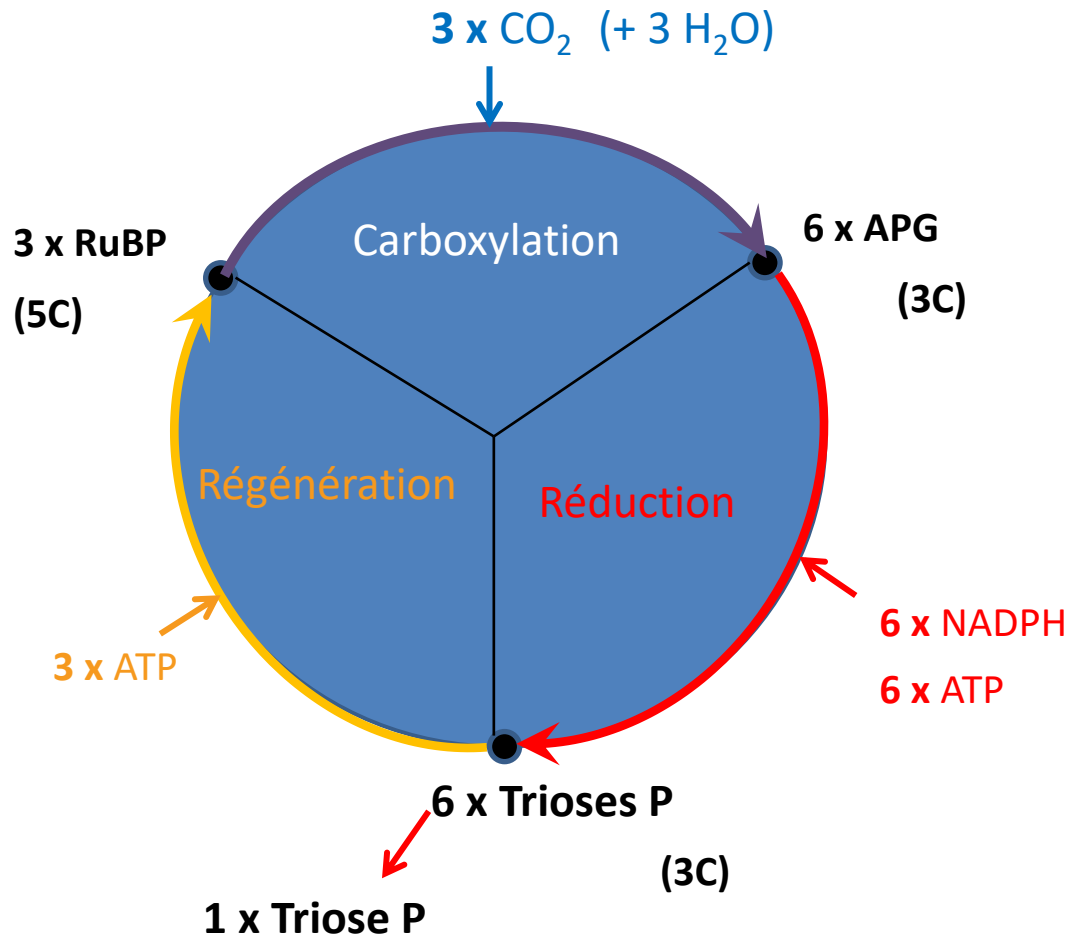 3 x CO₂ (+ 3 H₂O)
3 x RuBP
(5C)
Carboxylation
6 x APG
(3C)
Régénération
Réduction
3 x ATP
6 x NADPH
6 x ATP
6 x Trioses P
(3C)
1 x Triose P